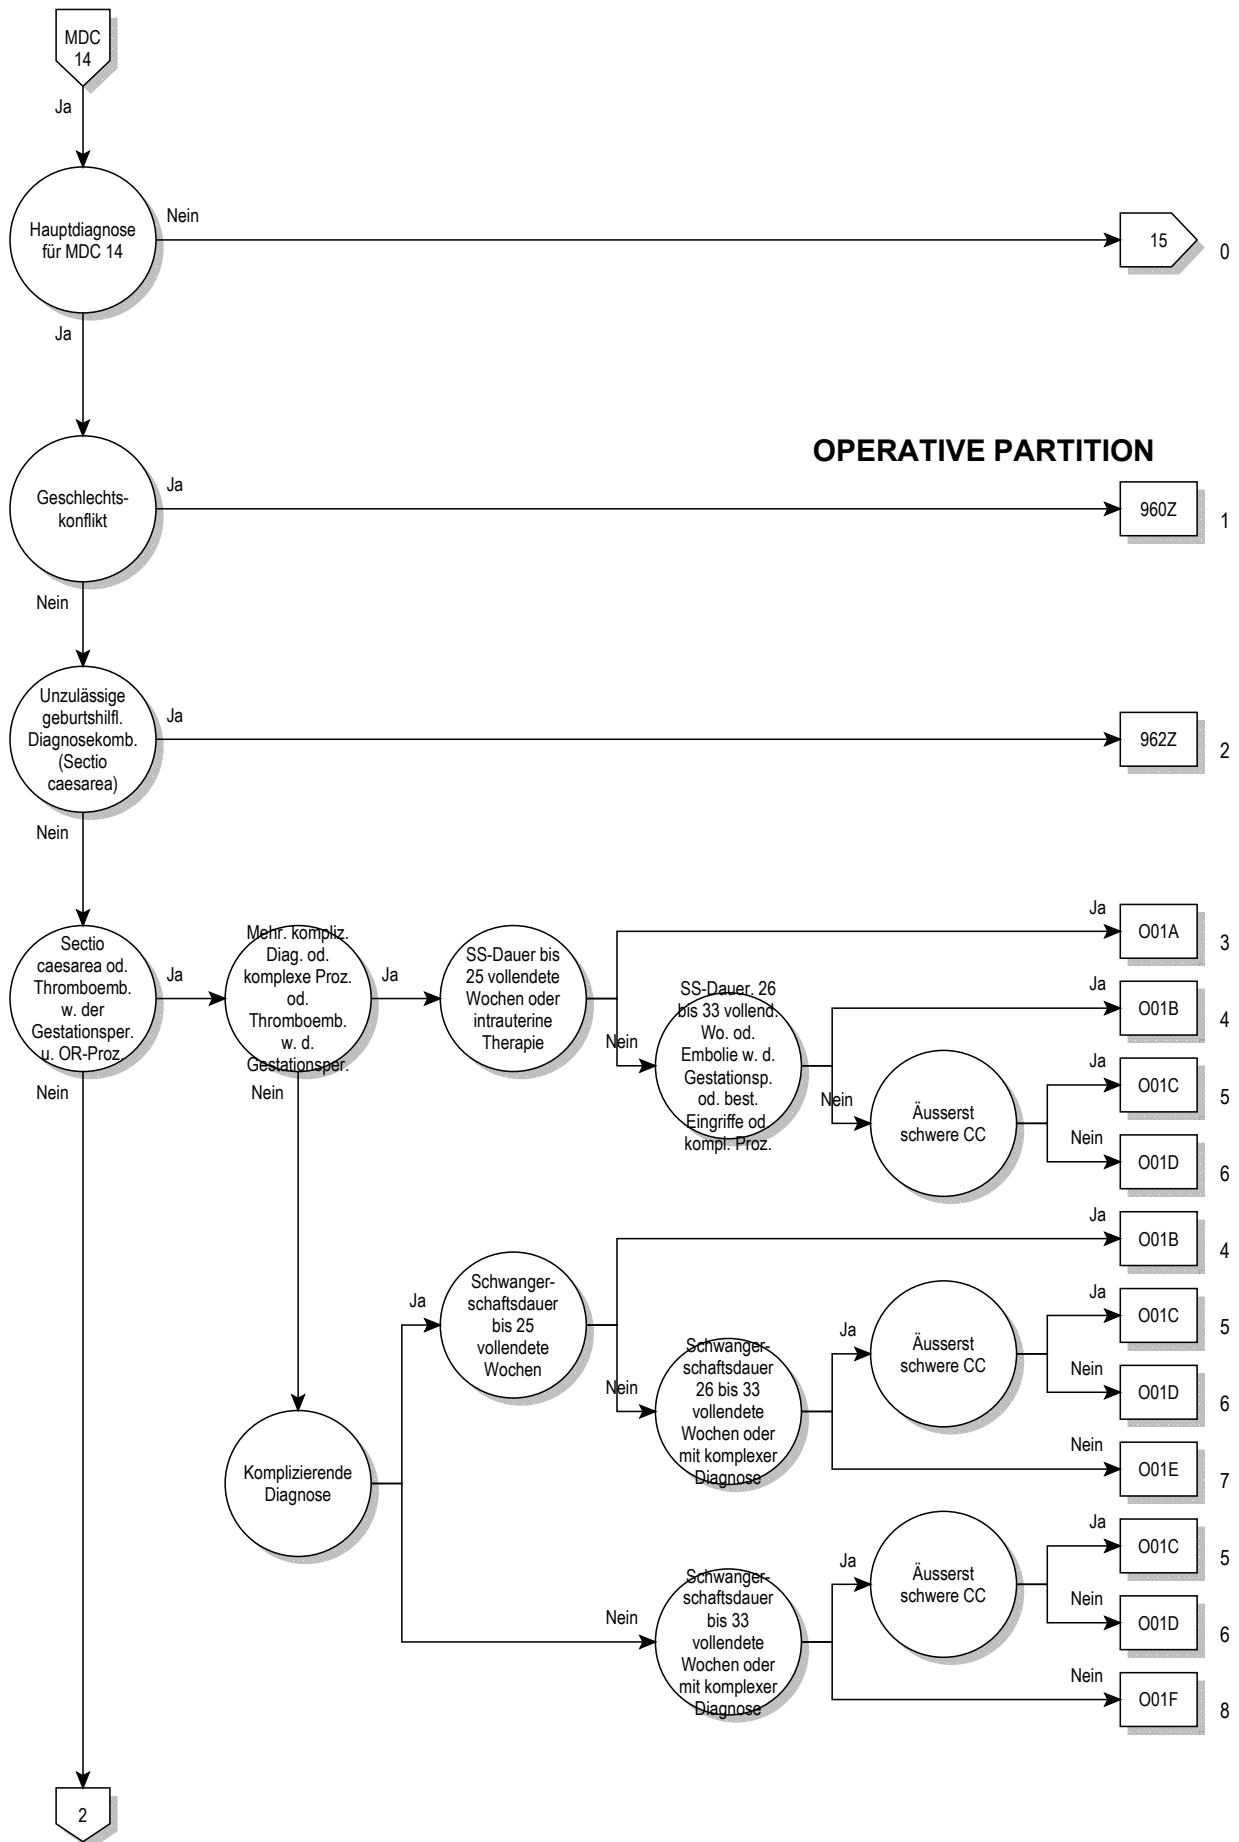 MDC
14
Ja
Hauptdiagnose
für MDC 14
Nein
15
0
Ja
OPERATIVE PARTITION
Geschlechts-
konflikt
Ja
960Z
1
Nein
Unzulässige
geburtshilfl.
Diagnosekomb.
(Sectio
caesarea)
Ja
962Z
2
Nein
Sectio
caesarea od.
Thromboemb.
w. der
Gestationsper.
u. OR-Proz.
Ja
Nein
Mehr. kompliz.
Diag. od.
komplexe Proz.
od.
Thromboemb.
w. d.
Gestationsper.
Ja
Nein
SS-Dauer bis
25 vollendete
Wochen oder
intrauterine
Therapie
Ja
O01A
3
Nein
SS-Dauer. 26
bis 33 vollend.
Wo. od.
Embolie w. d.
Gestationsp.
od. best.
Eingriffe od.
kompl. Proz.
Ja
O01B
4
Nein
Äusserst
schwere CC
Ja
O01C
5
Nein
O01D
6
Komplizierende
Diagnose
Ja
Schwanger-
schaftsdauer
bis 25
vollendete
Wochen
Ja
O01B
4
Nein
Schwanger-
schaftsdauer
26 bis 33
vollendete
Wochen oder
mit komplexer
Diagnose
Ja
Äusserst
schwere CC
Ja
O01C
5
Nein
O01D
6
Nein
O01E
7
Nein
Schwanger-
schaftsdauer
bis 33
vollendete
Wochen oder
mit komplexer
Diagnose
Ja
Äusserst
schwere CC
Ja
O01C
5
Nein
O01D
6
Nein
O01F
8
2